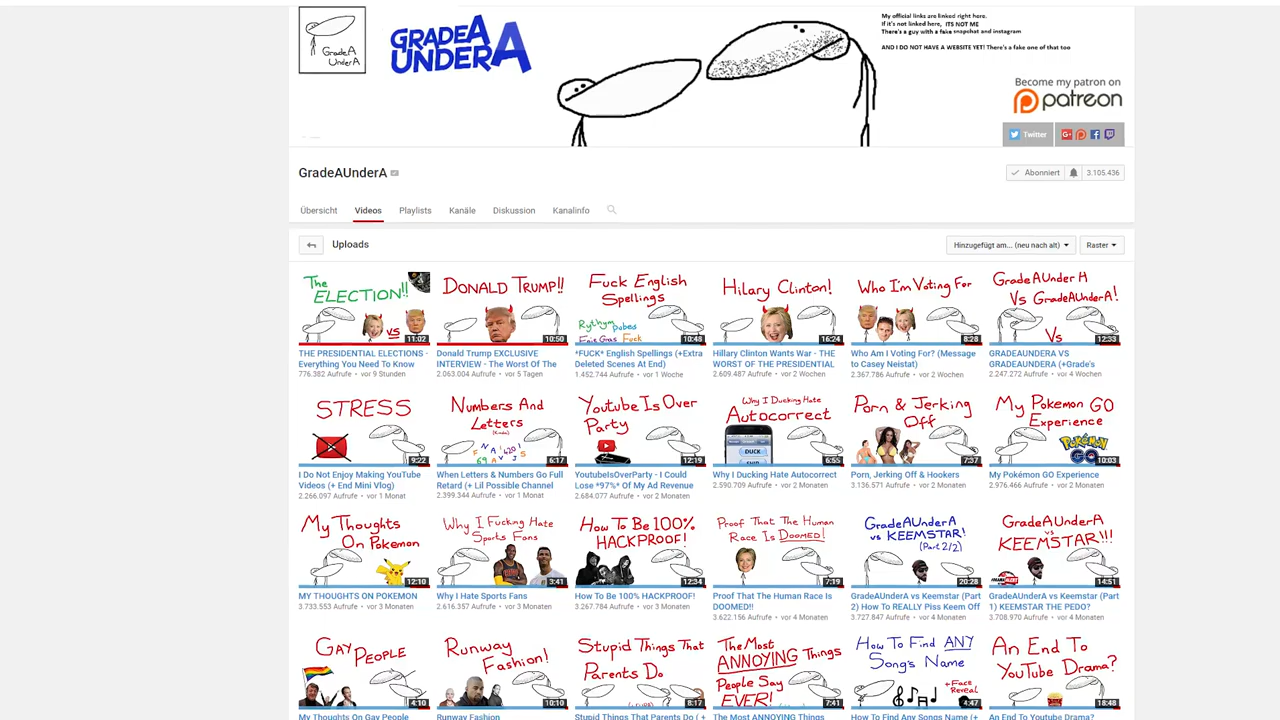 GradeA
UnderA
GRADEA
UNDERA
My official links are linked right here.
If it's not linked here, ITS NOT ME
There's a guy with a fake snapchat and instagram
AND I DO NOT HAVE A WEBSITE YET! There's a fake one of that too
Become my patron on
patreon
Twitter
GradeAUnderA
Abonniert 3.105.436
Übersicht Videos Playlists Kanäle Diskussion Kanalinfo
Uploads
Hinzugefügt am... (neu nach alt) Raster
The ELECTION!!
VS
11:02
THE PRESIDENTIAL ELECTIONS -
Everything You Need To Know
776.382 Aufrufe · vor 9 Stunden
DONALD TRUMP!!
10:50
Donald Trump EXCLUSIVE
INTERVIEW - The Worst Of The
2.063.004 Aufrufe · vor 5 Tagen
Fuck English
Spellings
Rythym pubes
Fuck
10:48
*FUCK* English Spellings (+Extra
Deleted Scenes At End)
1.452.744 Aufrufe · vor 1 Woche
Hilary Clinton!
16:24
Hillary Clinton Wants War - THE
WORST OF THE PRESIDENTIAL
2.609.487 Aufrufe · vor 2 Wochen
Who I'm Voting For
8:28
Who Am I Voting For? (Message
to Casey Neistat)
2.367.786 Aufrufe · vor 2 Wochen
GradeAUnder A
Vs GradeAUnderA!
Vs
12:33
GRADEAUNDERA VS
GRADEAUNDERA (+Grade's
2.247.272 Aufrufe · vor 4 Wochen
STRESS
9:22
I Do Not Enjoy Making YouTube
Videos (+ End Mini Vlog)
2.266.097 Aufrufe · vor 1 Monat
Numbers And
Letters
6:17
When Letters & Numbers Go Full
Retard (+ Lil Possible Channel
2.399.344 Aufrufe · vor 1 Monat
Youtube Is Over
Party
12:19
YoutubeIsOverParty - I Could
Lose *97%* Of My Ad Revenue
2.684.077 Aufrufe · vor 2 Monaten
Why I Ducking Hate
Autocorrect
DUCK
6:55
Why I Ducking Hate Autocorrect
2.590.709 Aufrufe · vor 2 Monaten
Porn & Jerking
Off
7:37
Porn, Jerking Off & Hookers
3.136.571 Aufrufe · vor 2 Monaten
My Pokemon GO
Experience
POKÉMON
GO
10:03
My Pokémon GO Experience
2.976.466 Aufrufe · vor 2 Monaten
My Thoughts
On Pokemon
12:10
MY THOUGHTS ON POKEMON
3.733.553 Aufrufe · vor 3 Monaten
Why I Fucking Hate
Sports Fans
3:41
Why I Hate Sports Fans
2.616.357 Aufrufe · vor 3 Monaten
How To Be 100%
HACKPROOF!
12:34
How To Be 100% HACKPROOF!
3.267.784 Aufrufe · vor 3 Monaten
Proof That The Human
Race Is DOOMED!
7:19
Proof That The Human Race Is
DOOMED!!
3.622.156 Aufrufe · vor 4 Monaten
GradeAUnderA
vs KEEMSTAR!
(Part 2/2)
20:28
GradeAUnderA vs Keemstar (Part
2) How To REALLY Piss Keem Off
3.727.847 Aufrufe · vor 4 Monaten
GradeAUnderA
vs
KEEMSTAR!!!
14:51
GradeAUnderA vs Keemstar (Part
1) KEEMSTAR THE PEDO?
3.708.970 Aufrufe · vor 4 Monaten
Gay People
4:10
My Thoughts On Gay People
Runway
Fashion!
10:10
Runway Fashion
Stupid Things That
Parents Do
8:17
Stupid Things That Parents Do ( +
The Most
ANNOYING Things
People Say
EVER!
7:41
The Most ANNOYING Things
How To Find ANY
Song's Name
+Face
Reveal
4:47
How To Find Any Songs Name (+
An End To
YouTube Drama?
18:48
An End To Youtube Drama?